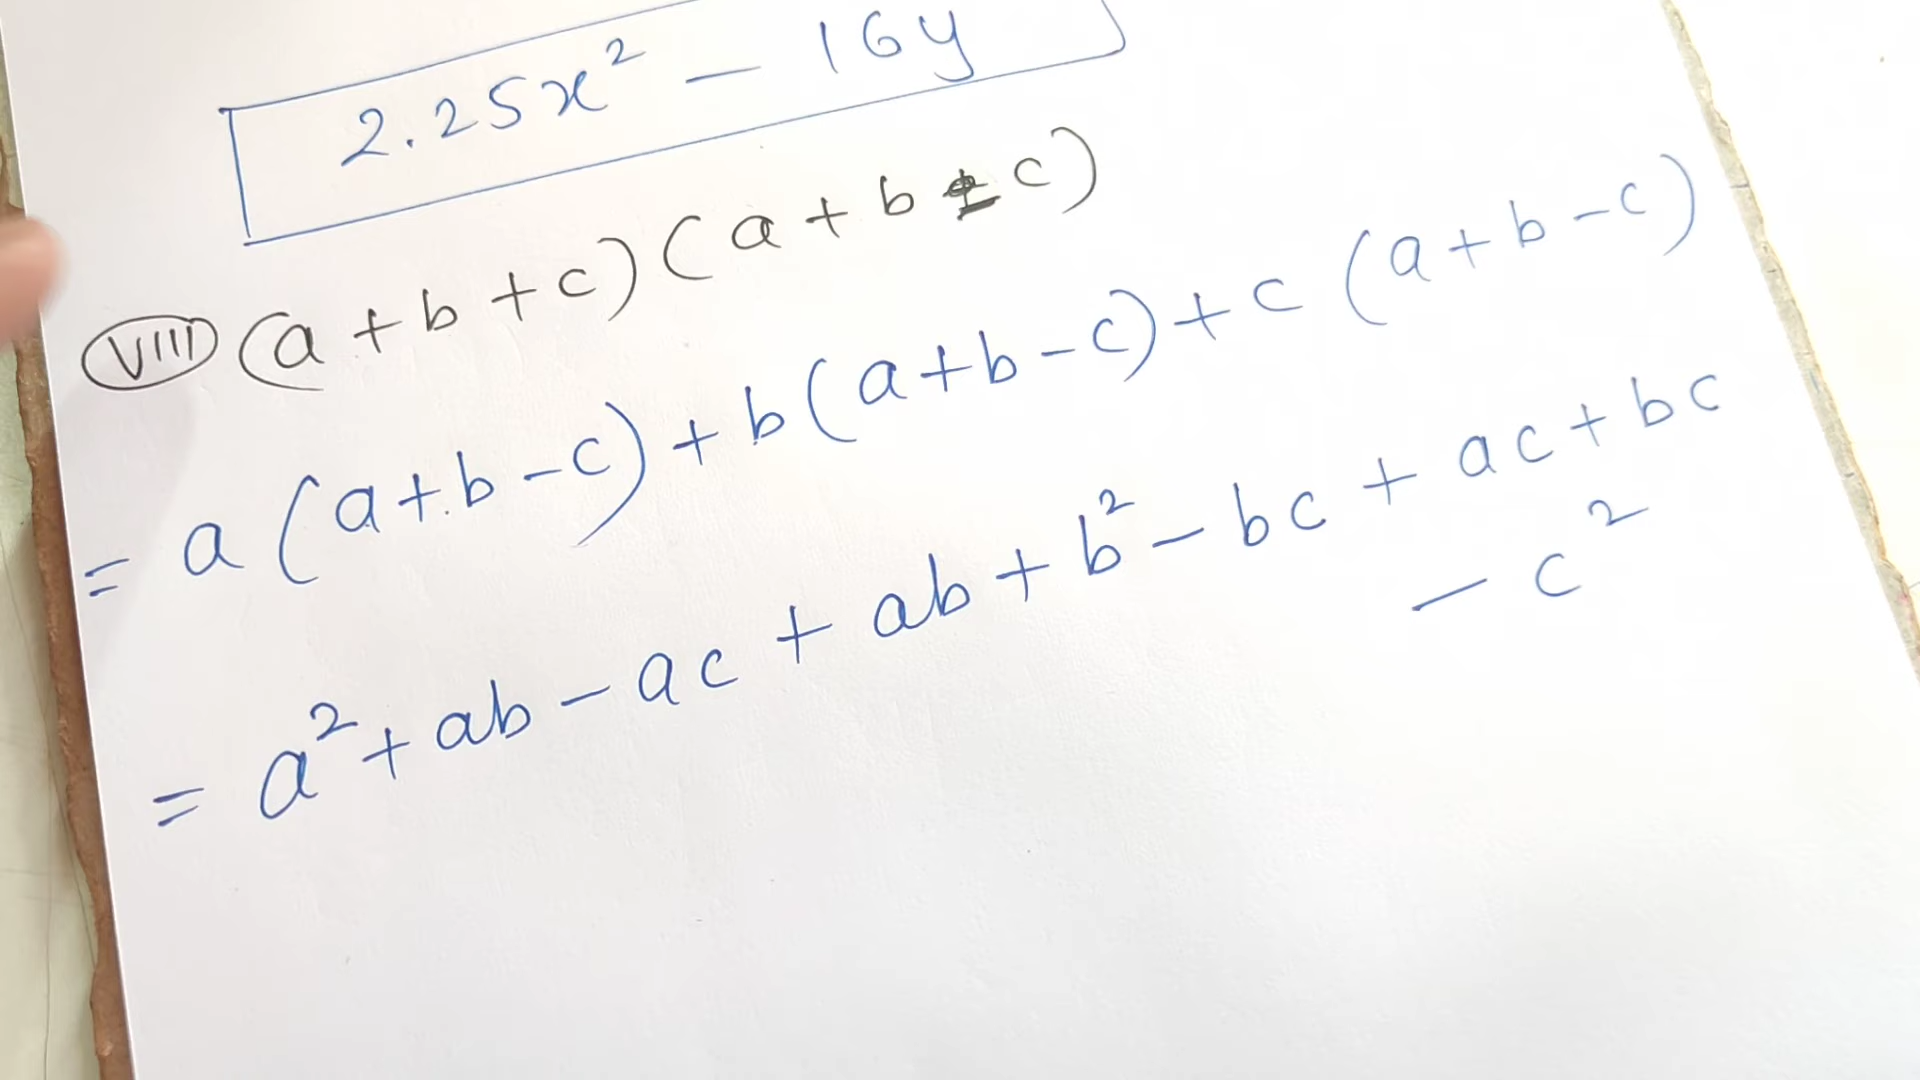 2.25x² – 16y
VIII (a + b + c) (a + b - c)
= a (a + b - c) + b (a + b - c) + c (a + b - c)
= a² + ab - ac + ab + b² - bc + ac + bc
- c²